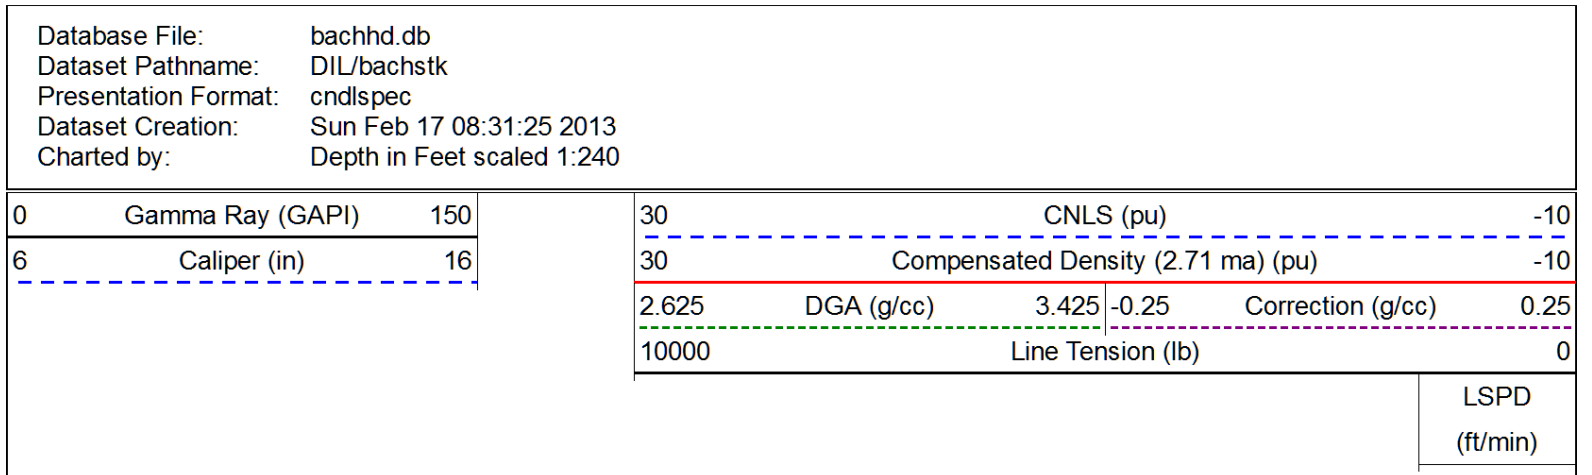 Database File: bachhd.db
Dataset Pathname: DIL/bachstk
Presentation Format: cndlspec
Dataset Creation: Sun Feb 17 08:31:25 2013
Charted by: Depth in Feet scaled 1:240
0 Gamma Ray (GAPI) 150 30 CNLS (pu) -10
6 Caliper (in) 16 30 Compensated Density (2.71 ma) (pu) -10
2.625 DGA (g/cc) 3.425 -0.25 Correction (g/cc) 0.25
10000 Line Tension (lb) 0
LSPD
(ft/min)